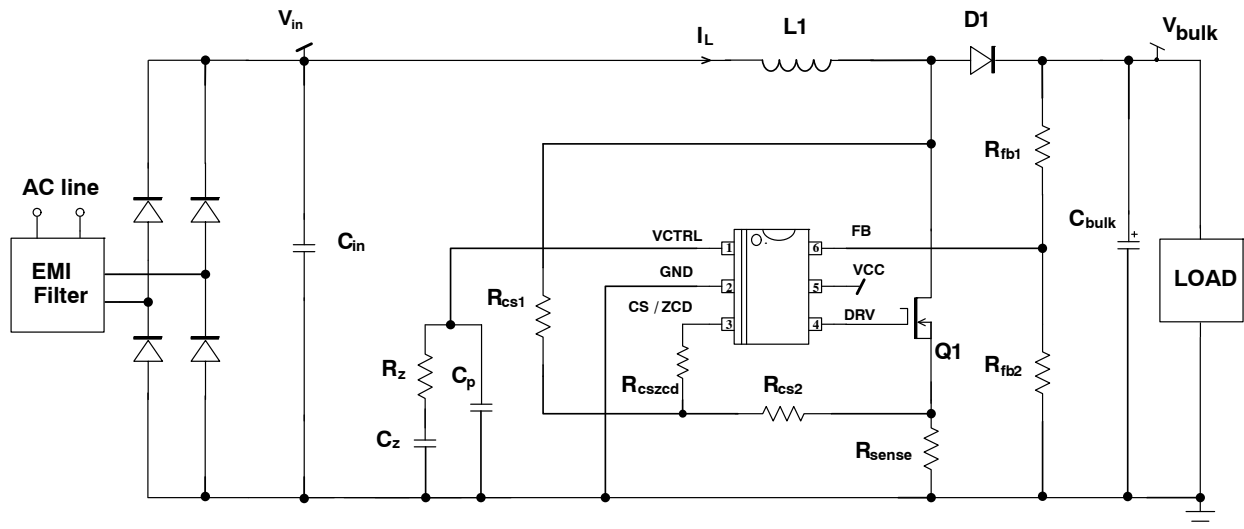 Vin
IL
L1
D1
Vbulk
Rfb1
AC line
Cin
VCTRL
1
6
FB
Cbulk
+
EMI
Filter
GND
2
5
VCC
LOAD
Rcs1
CS / ZCD
3
4
DRV
Q1
Rz
Cp
Rcszcd
Rcs2
Rfb2
Cz
Rsense